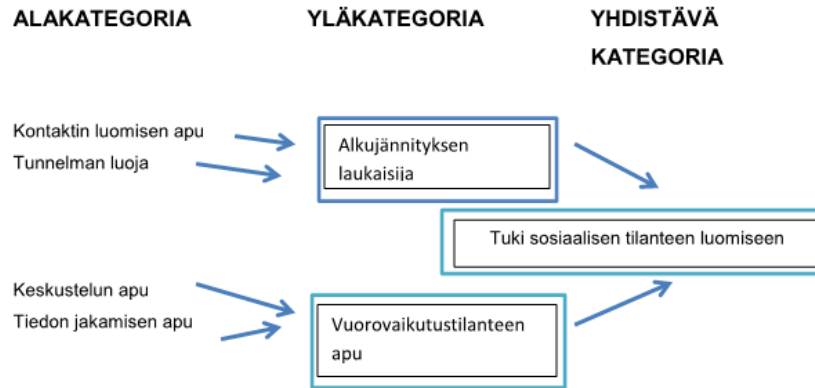 ALAKATEGORIA YLÄKATEGORIA YHDISTÄVÄ
KATEGORIA
Kontaktin luomisen apu
Tunnelman luoja
Alkujännityksen
laukaisija
Tuki sosiaalisen tilanteen luomiseen
Keskustelun apu
Tiedon jakamisen apu
Vuorovaikutustilanteen
apu